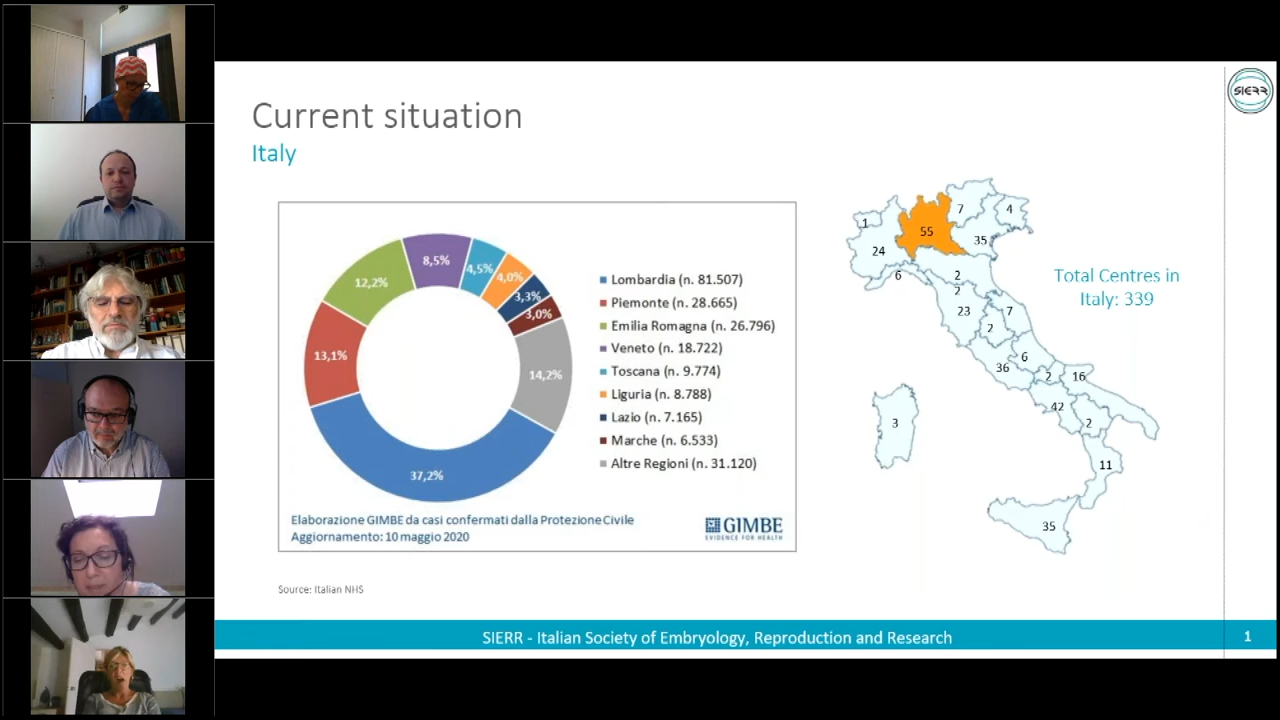 Current situation
Italy
SIERR
12,2%
8,5%
4,5%
4,0%
3,3%
3,0%
13,1%
14,2%
37,2%
Lombardia (n. 81.507)
Piemonte (n. 28.665)
Emilia Romagna (n. 26.796)
Veneto (n. 18.722)
Toscana (n. 9.774)
Liguria (n. 8.788)
Lazio (n. 7.165)
Marche (n. 6.533)
Altre Regioni (n. 31.120)
Elaborazione GIMBE da casi confermati dalla Protezione Civile
Aggiornamento: 10 maggio 2020
GIMBE
EVIDENCE FOR HEALTH
1
55
7
4
24
35
6
2
2
23
7
2
6
36
2
16
42
2
3
11
35
Total Centres in
Italy: 339
Source: Italian NHS
SIERR - Italian Society of Embryology, Reproduction and Research
1